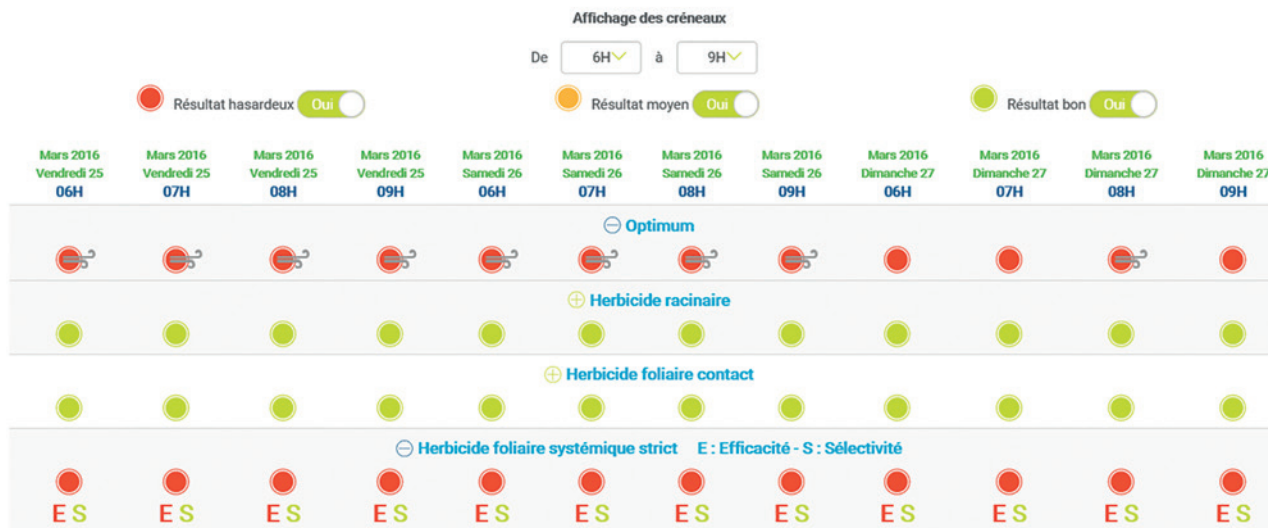 Affichage des créneaux
De 6H à 9H
Résultat hasardeux Oui Résultat moyen Oui Résultat bon Oui
Mars 2016 Mars 2016 Mars 2016 Mars 2016 Mars 2016 Mars 2016 Mars 2016 Mars 2016 Mars 2016 Mars 2016 Mars 2016 Mars 2016
Vendredi 25 Vendredi 25 Vendredi 25 Vendredi 25 Samedi 26 Samedi 26 Samedi 26 Samedi 26 Dimanche 27 Dimanche 27 Dimanche 27 Dimanche 27
06H 07H 08H 09H 06H 07H 08H 09H 06H 07H 08H 09H
Optimum
Herbicide racinaire
Herbicide foliaire contact
Herbicide foliaire systémique strict E : Efficacité - S : Sélectivité
E S E S E S E S E S E S E S E S E S E S E S E S